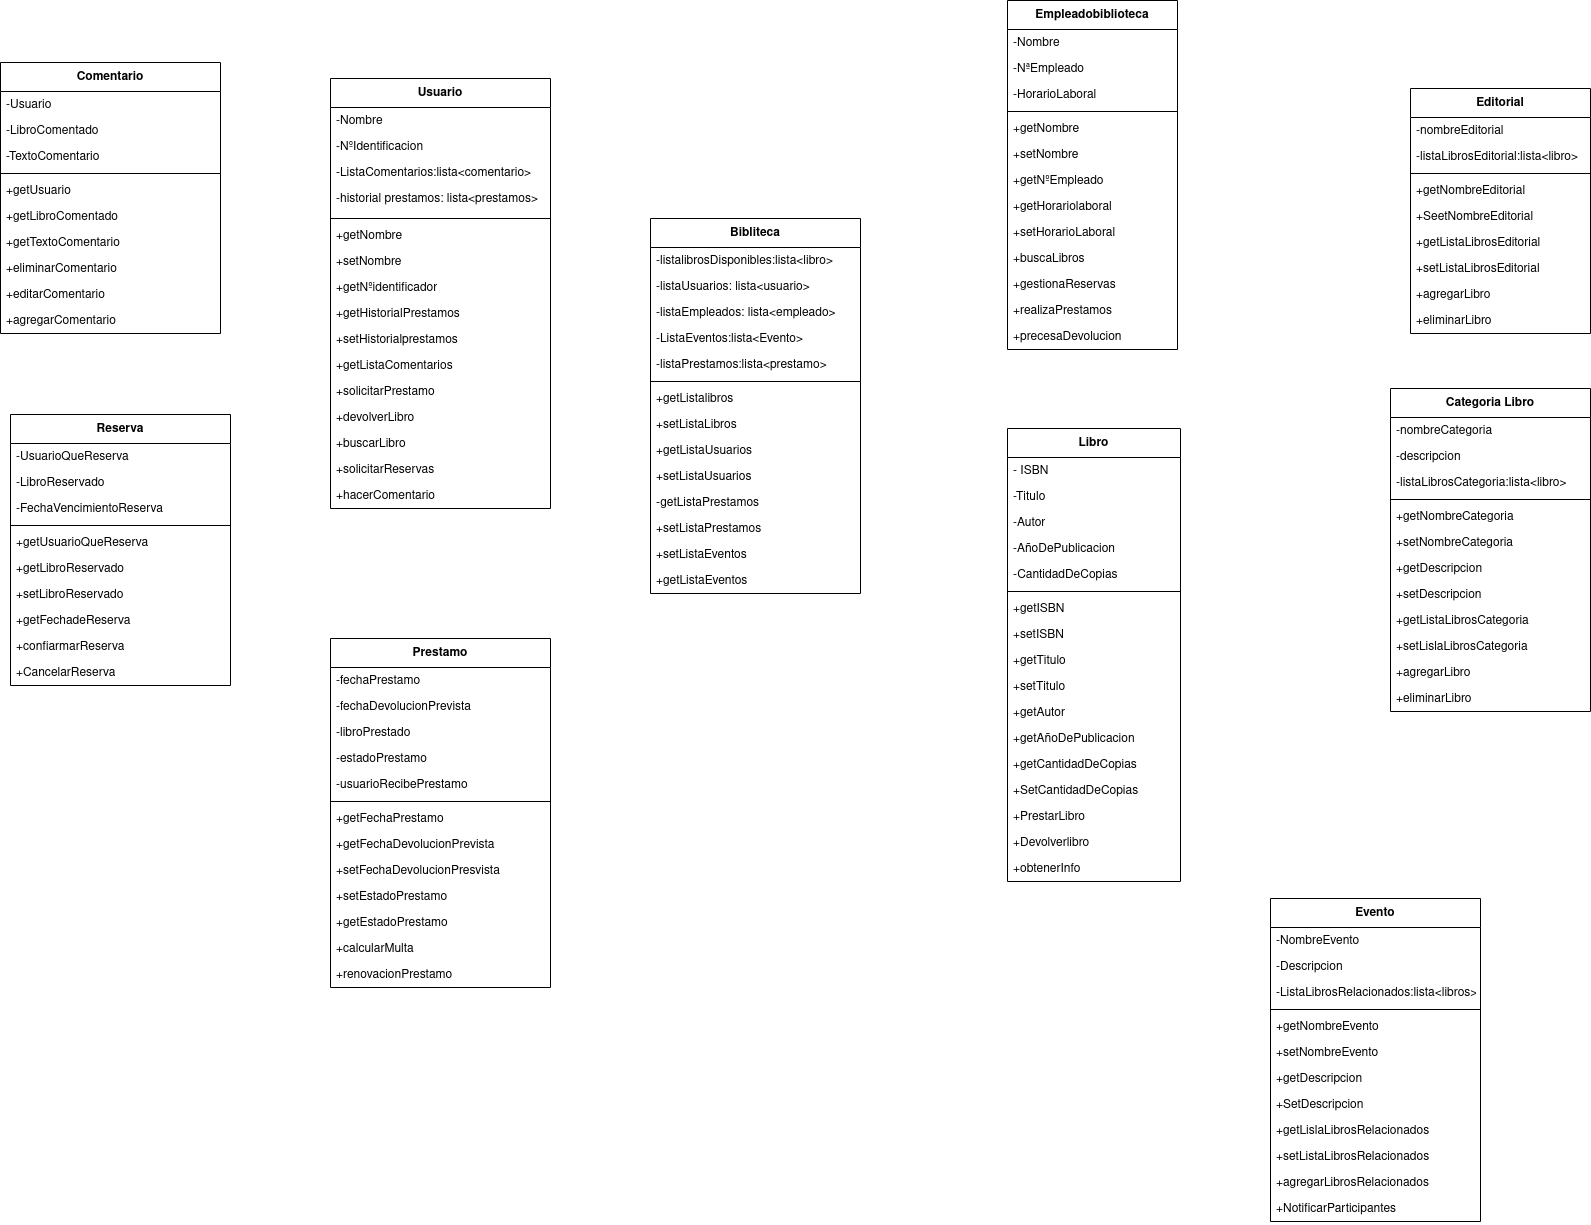 Comentario
-Usuario
-LibroComentado
-TextoComentario
+getUsuario
+getLibroComentado
+getTextoComentario
+eliminarComentario
+editarComentario
+agregarComentario
Reserva
-UsuarioQueReserva
-LibroReservado
-FechaVencimientoReserva
+getUsuarioQueReserva
+getLibroReservado
+setLibroReservado
+getFechadeReserva
+confiarmarReserva
+CancelarReserva
Usuario
-Nombre
-NºIdentificacion
-ListaComentarios:lista<comentario>
-historial prestamos: lista<prestamos>
+getNombre
+setNombre
+getNºidentificador
+getHistorialPrestamos
+setHistorialprestamos
+getListaComentarios
+solicitarPrestamo
+devolverLibro
+buscarLibro
+solicitarReservas
+hacerComentario
Prestamo
-fechaPrestamo
-fechaDevolucionPrevista
-libroPrestado
-estadoPrestamo
-usuarioRecibePrestamo
+getFechaPrestamo
+getFechaDevolucionPrevista
+setFechaDevolucionPresvista
+setEstadoPrestamo
+getEstadoPrestamo
+calcularMulta
+renovacionPrestamo
Bibliteca
-listalibrosDisponibles:lista<libro>
-listaUsuarios: lista<usuario>
-listaEmpleados: lista<empleado>
-ListaEventos:lista<Evento>
-listaPrestamos:lista<prestamo>
+getListalibros
+setListaLibros
+getListaUsuarios
+setListaUsuarios
-getListaPrestamos
+setListaPrestamos
+setListaEventos
+getListaEventos
Empleadobiblioteca
-Nombre
-NªEmpleado
-HorarioLaboral
+getNombre
+setNombre
+getNºEmpleado
+getHorariolaboral
+setHorarioLaboral
+buscaLibros
+gestionaReservas
+realizaPrestamos
+precesaDevolucion
Libro
- ISBN
-Titulo
-Autor
-AñoDePublicacion
-CantidadDeCopias
+getISBN
+setISBN
+getTitulo
+setTitulo
+getAutor
+getAñoDePublicacion
+getCantidadDeCopias
+SetCantidadDeCopias
+PrestarLibro
+Devolverlibro
+obtenerInfo
Editorial
-nombreEditorial
-listaLibrosEditorial:lista<libro>
+getNombreEditorial
+SeetNombreEditorial
+getListaLibrosEditorial
+setListaLibrosEditorial
+agregarLibro
+eliminarLibro
Categoria Libro
-nombreCategoria
-descripcion
-listaLibrosCategoria:lista<libro>
+getNombreCategoria
+setNombreCategoria
+getDescripcion
+setDescripcion
+getListaLibrosCategoria
+setLislaLibrosCategoria
+agregarLibro
+eliminarLibro
Evento
-NombreEvento
-Descripcion
-ListaLibrosRelacionados:lista<libros>
+getNombreEvento
+setNombreEvento
+getDescripcion
+SetDescripcion
+getLislaLibrosRelacionados
+setListaLibrosRelacionados
+agregarLibrosRelacionados
+NotificarParticipantes